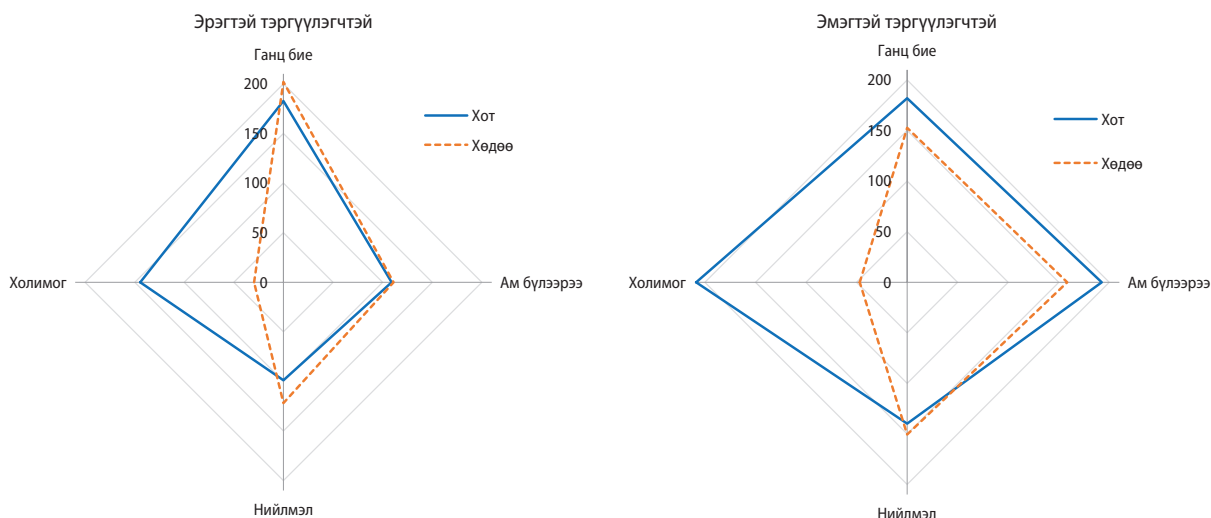 Эрэгтэй тэргүүлэгчтэй
Ганц бие
200
150
100
50
0
Хот
Хөдөө
Холимог
Ам бүлээрээ
Нийлмэл
Эмэгтэй тэргүүлэгчтэй
Ганц бие
200
150
100
50
0
Хот
Хөдөө
Холимог
Ам бүлээрээ
Нийлмэл